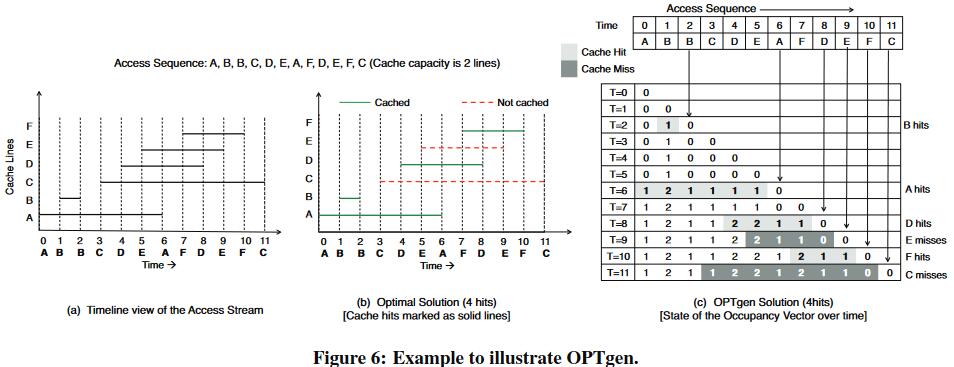 Access Sequence: A, B, B, C, D, E, A, F, D, E, F, C (Cache capacity is 2 lines)
Cache Lines
F
E
D
C
B
A
0 1 2 3 4 5 6 7 8 9 10 11
A B B C D E A F D E F C
Time →
(a) Timeline view of the Access Stream
Cached
Not cached
F
E
D
C
B
A
0 1 2 3 4 5 6 7 8 9 10 11
A B B C D E A F D E F C
Time →
(b) Optimal Solution (4 hits)
[Cache hits marked as solid lines]
Access Sequence
Time 0 1 2 3 4 5 6 7 8 9 10 11
A B B C D E A F D E F C
Cache Hit
Cache Miss
T=0 0
T=1 0 0
T=2 0 1 0 B hits
T=3 0 1 0 0
T=4 0 1 0 0 0
T=5 0 1 0 0 0 0
T=6 1 2 1 1 1 1 0 A hits
T=7 1 2 1 1 1 1 0 0
T=8 1 2 1 1 2 2 1 1 0 D hits
T=9 1 2 1 1 2 2 1 1 0 0 E misses
T=10 1 2 1 1 2 2 1 2 1 1 0 F hits
T=11 1 2 1 1 2 2 1 2 1 1 0 0 C misses
(c) OPTgen Solution (4hits)
[State of the Occupancy Vector over time]
Figure 6: Example to illustrate OPTgen.